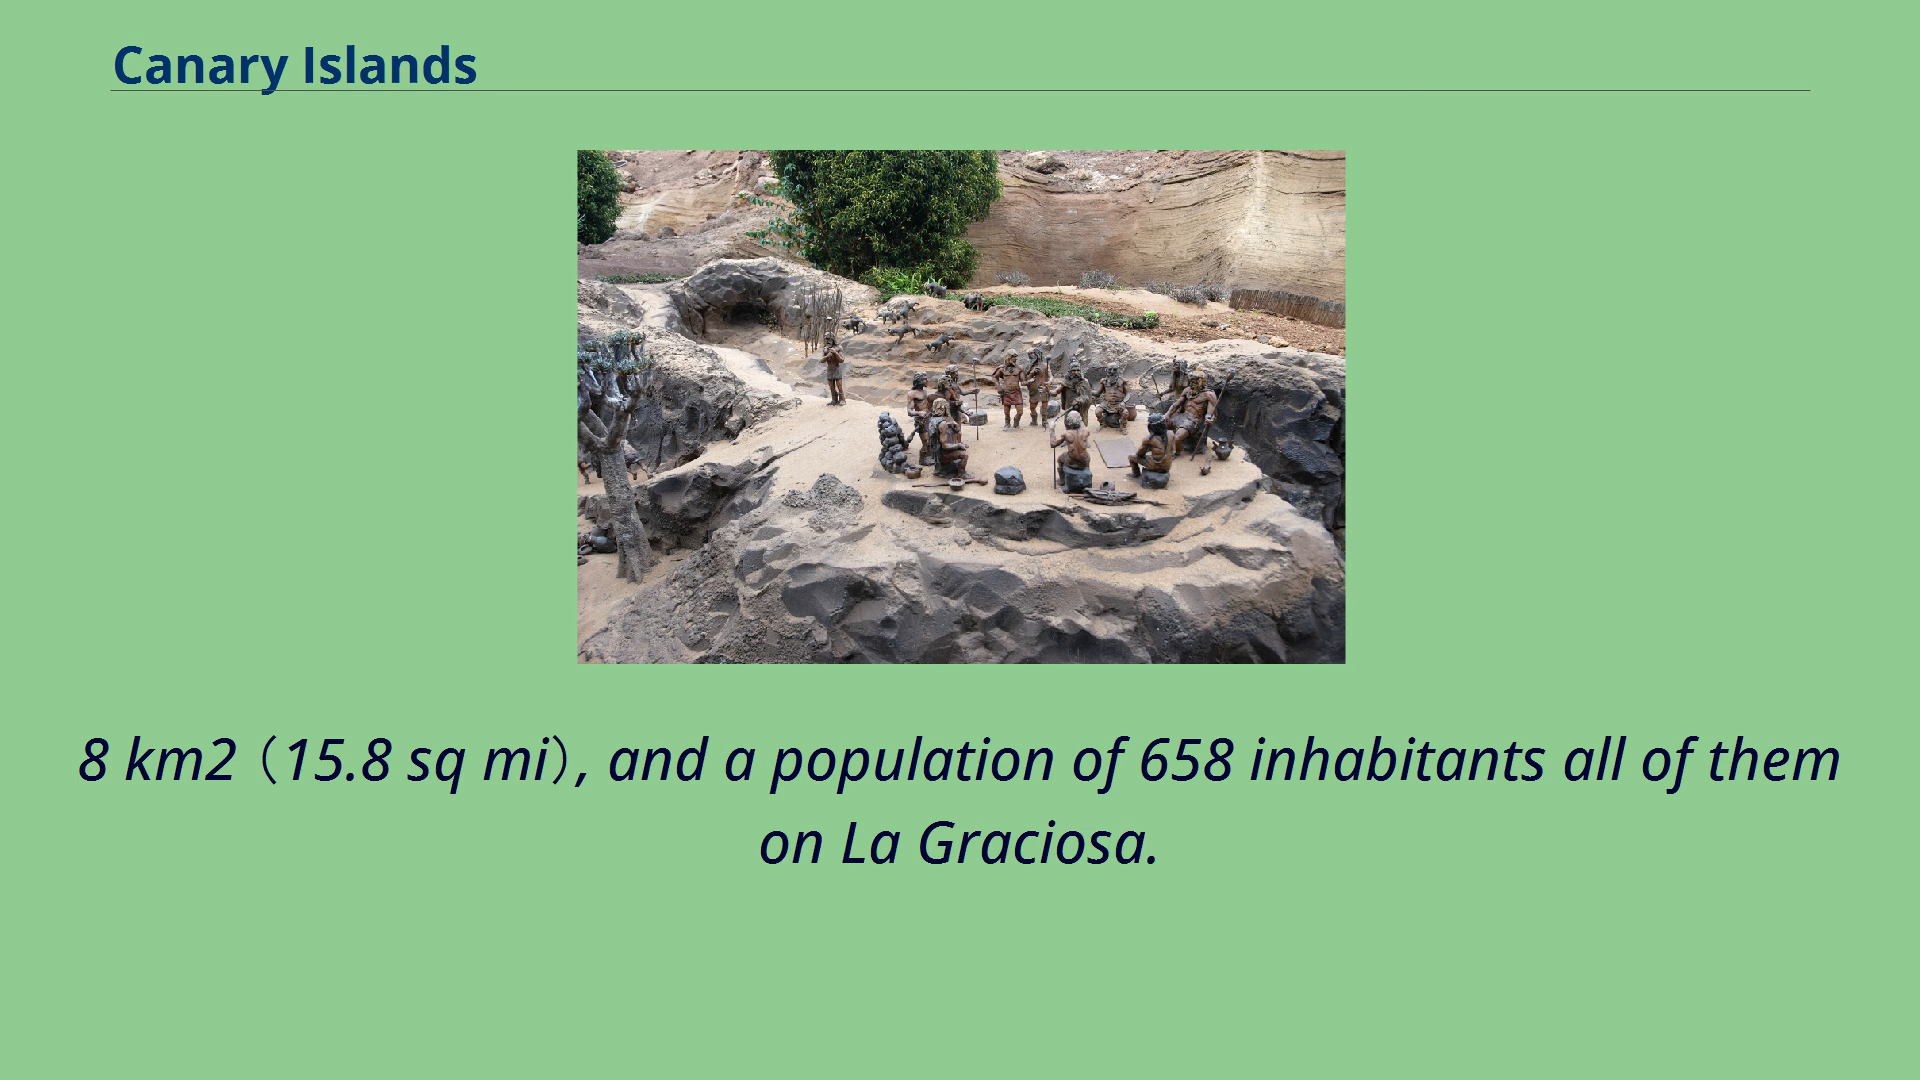 Canary Islands
8 km2（15.8 sq mi）, and a population of 658 inhabitants all of them
on La Graciosa.